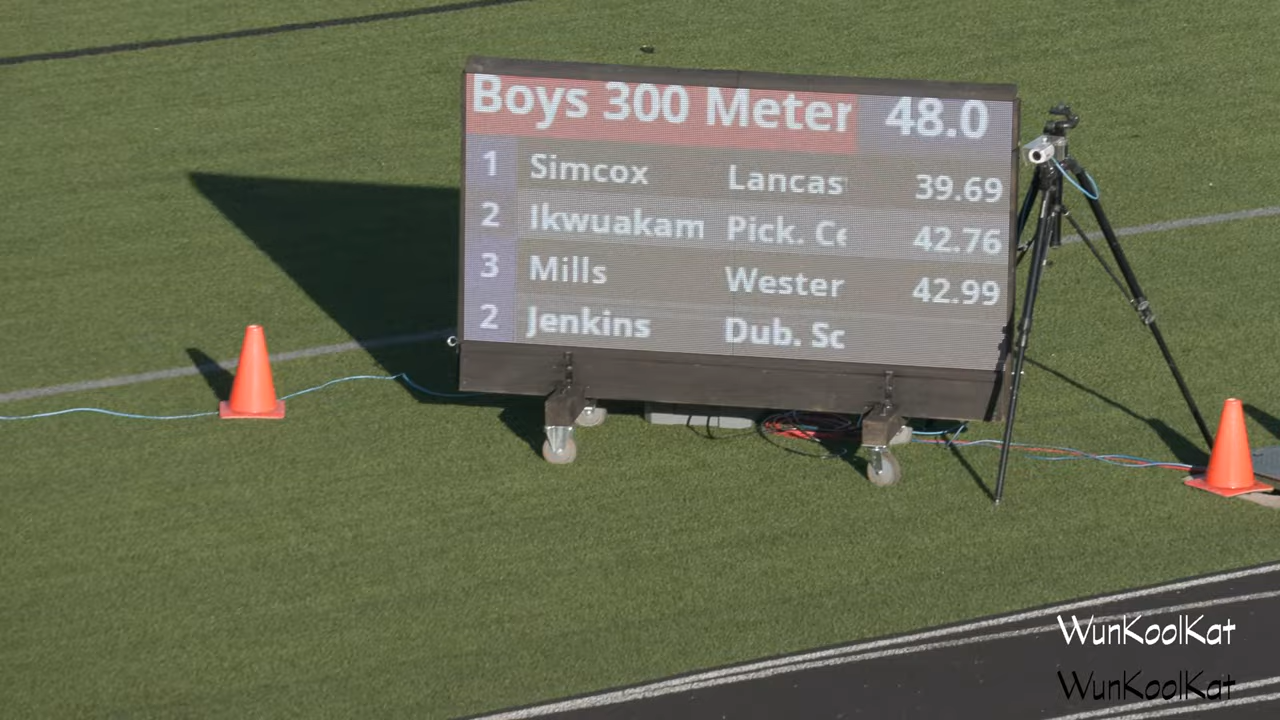 Boys 300 Meter 48.0
1 Simcox Lancas 39.69
2 Ikwuakam Pick. Ce 42.76
3 Mills Wester 42.99
2 Jenkins Dub. Sc
WunKoolKat
WunKoolKat